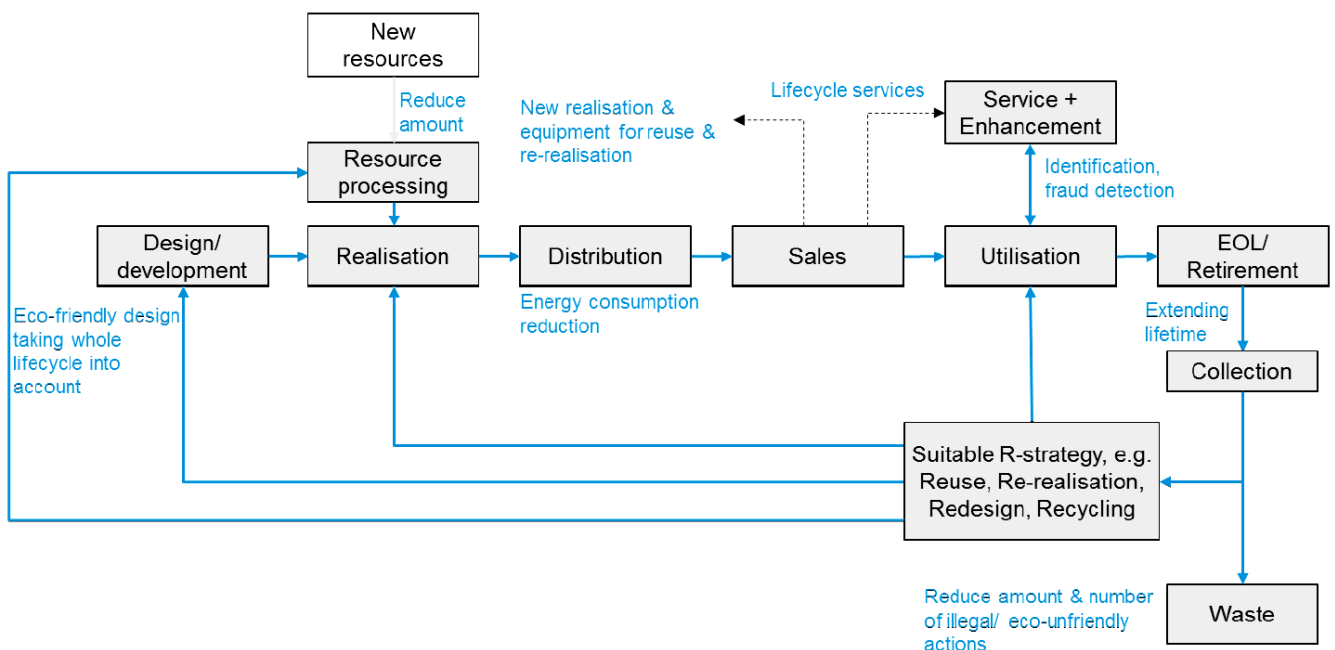 New
resources
Reduce
amount
Resource
processing
New realisation &
equipment for reuse &
re-realisation
Lifecycle services
Service +
Enhancement
Identification,
fraud detection
Design/
development
Realisation
Distribution
Sales
Utilisation
EOL/
Retirement
Eco-friendly design
taking whole
lifecycle into
account
Energy consumption
reduction
Extending
lifetime
Collection
Suitable R-strategy, e.g.
Reuse, Re-realisation,
Redesign, Recycling
Reduce amount & number
of illegal/ eco-unfriendly
actions
Waste